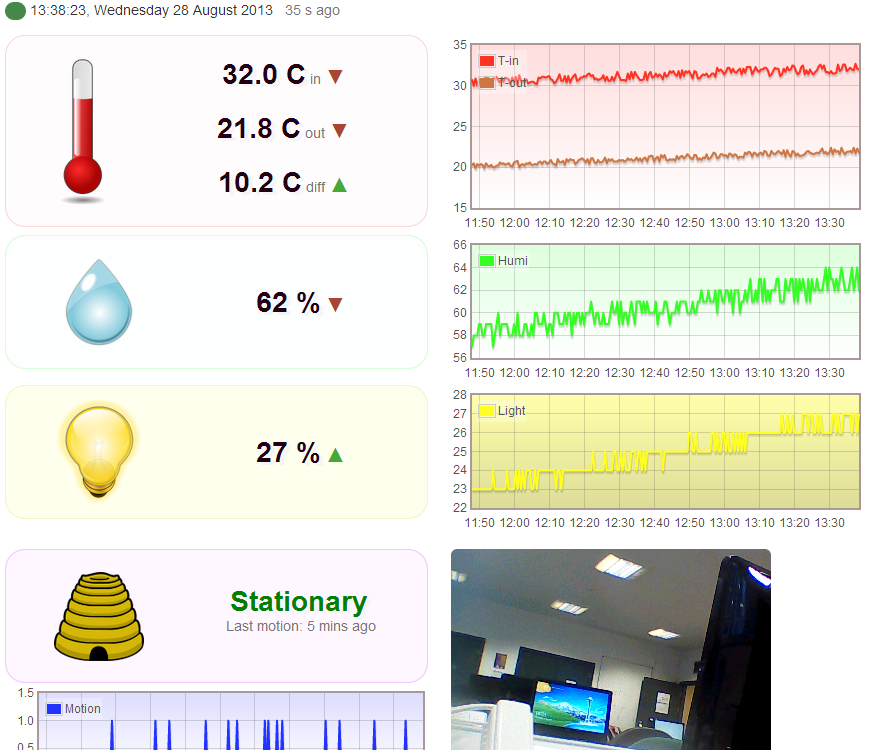 13:38:23, Wednesday 28 August 2013 35 s ago
32.0 C in ▼
21.8 C out ▼
10.2 C diff ▲
35
30
25
20
15
T-in
T-out
11:50 12:00 12:10 12:20 12:30 12:40 12:50 13:00 13:10 13:20 13:30
62 % ▼
66
64
62
60
58
56
Humi
11:50 12:00 12:10 12:20 12:30 12:40 12:50 13:00 13:10 13:20 13:30
27 % ▲
28
27
26
25
24
23
22
Light
11:50 12:00 12:10 12:20 12:30 12:40 12:50 13:00 13:10 13:20 13:30
Stationary
Last motion: 5 mins ago
1.5
1.0
0.5
Motion